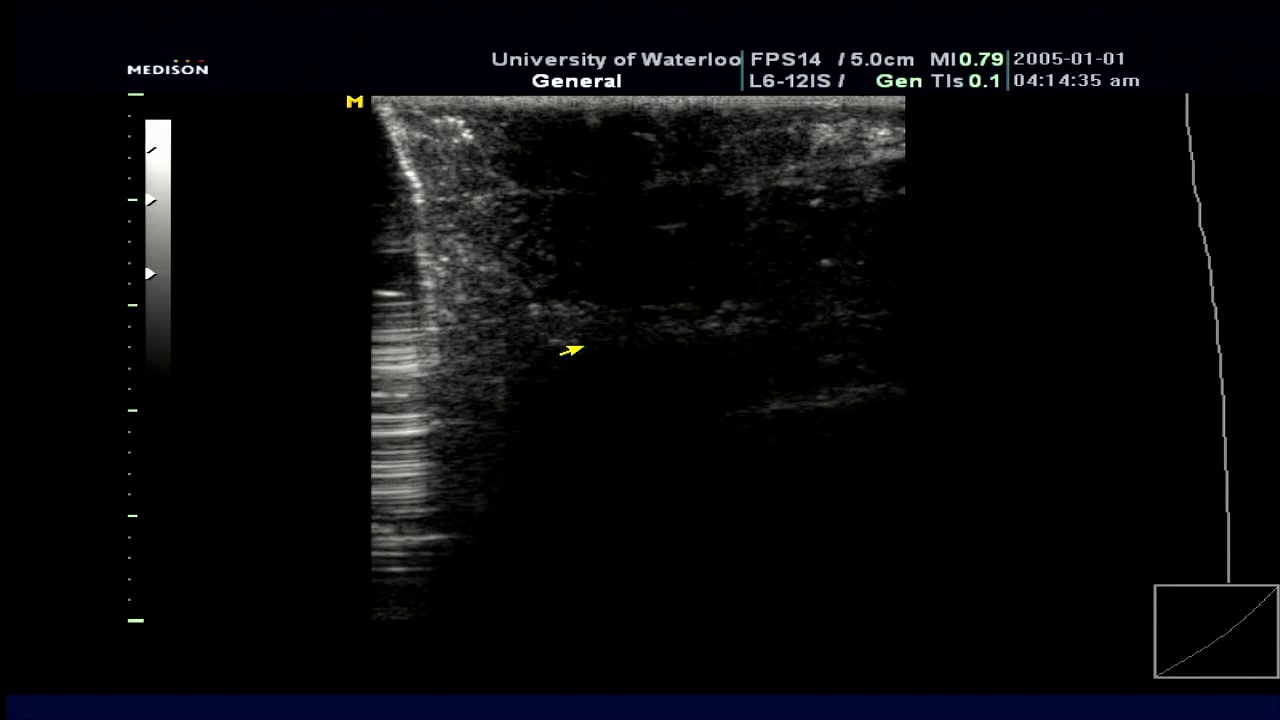 MEDISON
University of Waterloo FPS14 / 5.0cm MI 0.79 2005-01-01
General L6-12IS / Gen TIs 0.1 04:14:35 am
M